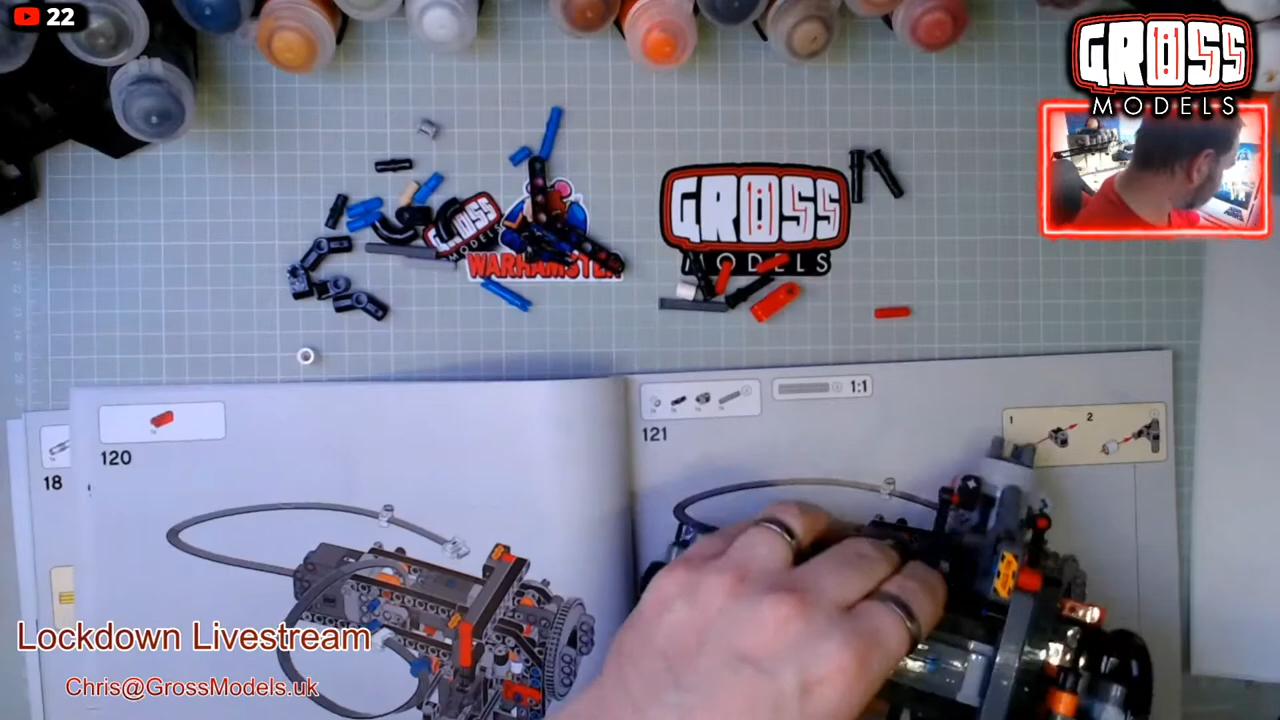 22
GROSS
MODELS
GROSS
MODELS
WARHAMSTER
GROSS
MODELS
1:1
120
121
1
2
18
Lockdown Livestream
Chris@GrossModels.uk